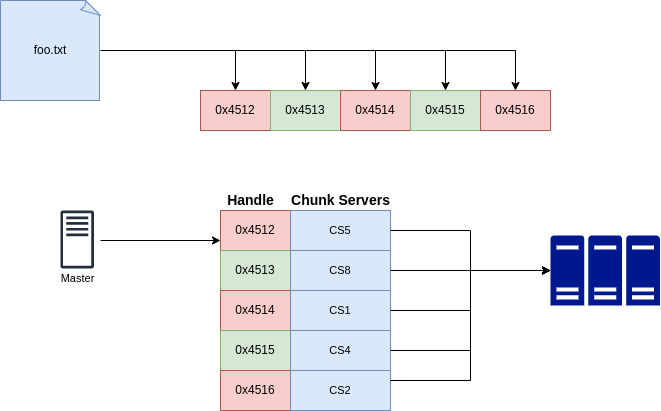 foo.txt
0x4512 0x4513 0x4514 0x4515 0x4516
Handle Chunk Servers
0x4512 CS5
0x4513 CS8
0x4514 CS1
0x4515 CS4
0x4516 CS2
Master